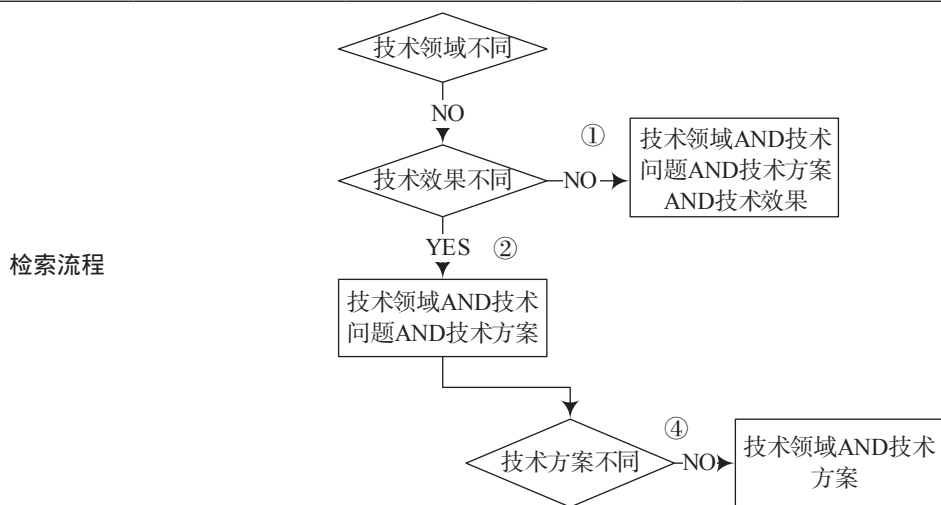 技术领域不同
NO
①
技术效果不同
NO
技术领域AND技术
问题AND技术方案
AND技术效果
YES
②
检索流程
技术领域AND技术
问题AND技术方案
④
技术方案不同
NO
技术领域AND技术
方案